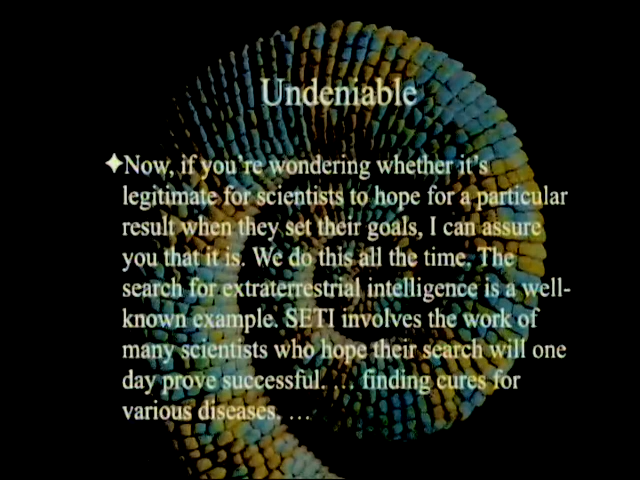 Undeniable
✦Now, if you're wondering whether it's
legitimate for scientists to hope for a particular
result when they set their goals, I can assure
you that it is. We do this all the time. The
search for extraterrestrial intelligence is a well-
known example. SETI involves the work of
many scientists who hope their search will one
day prove successful. … finding cures for
various diseases. …